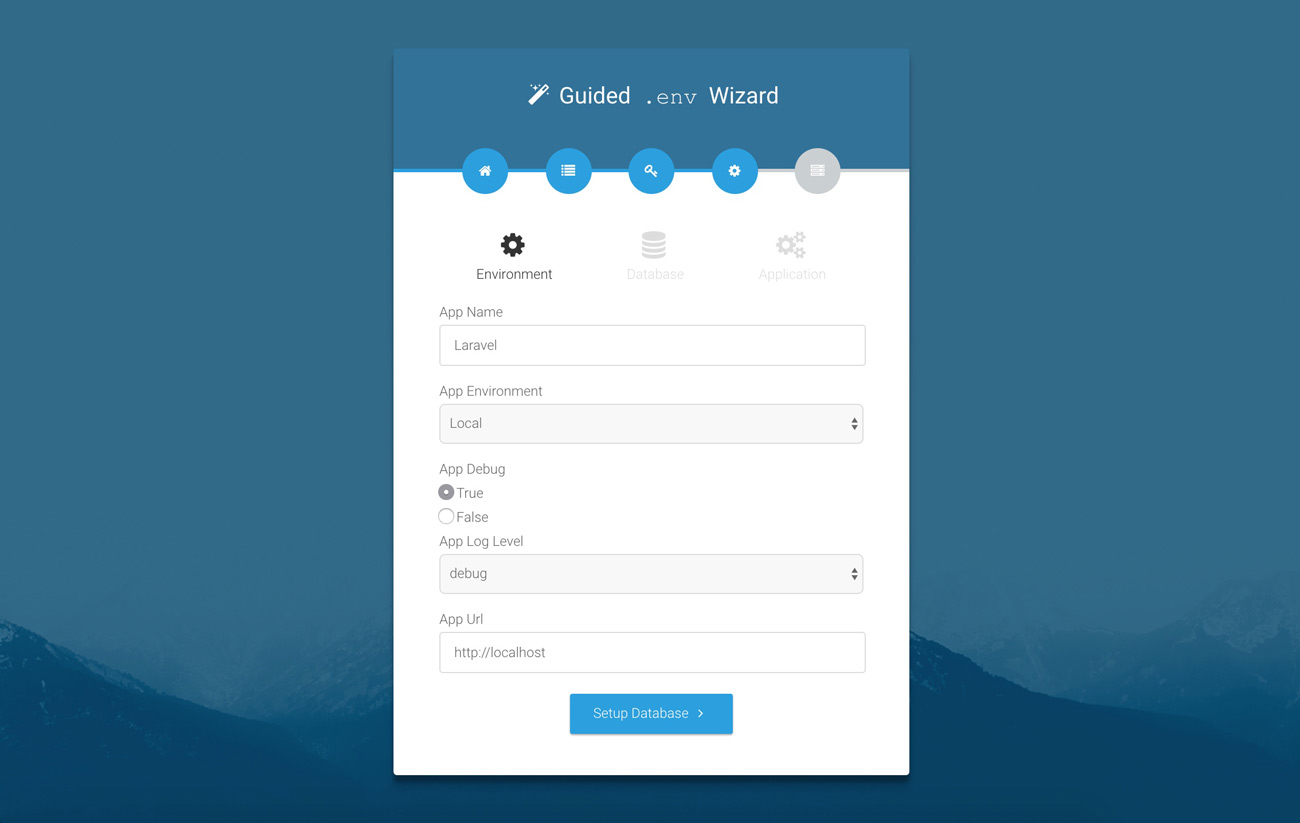 Guided .env Wizard
Environment Database Application
App Name
Laravel
App Environment
Local
App Debug
True
False
App Log Level
debug
App Url
http://localhost
Setup Database